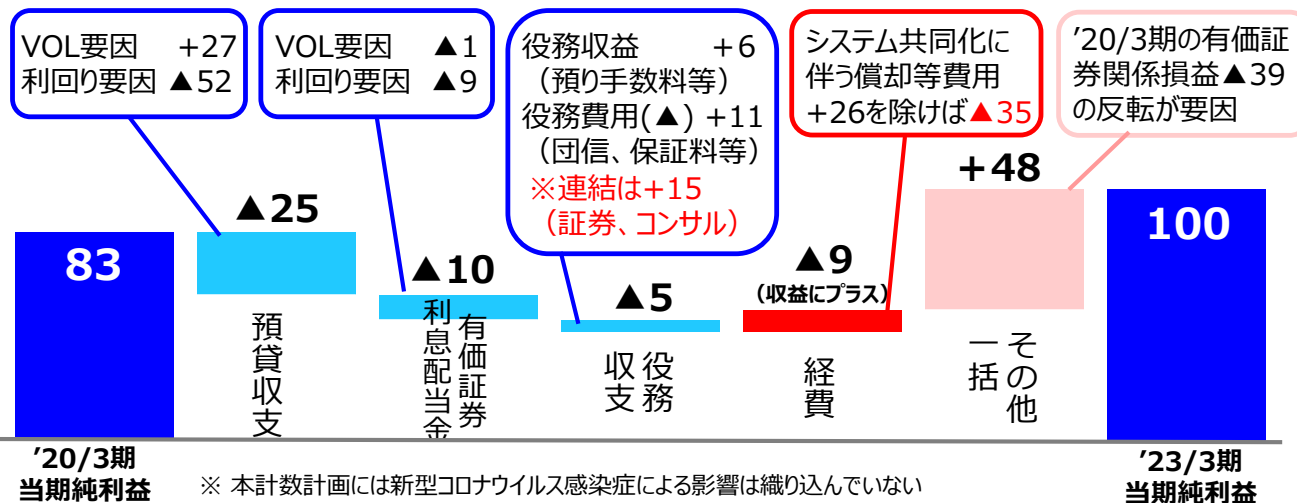 VOL要因 +27
利回り要因 ▲52
VOL要因 ▲1
利回り要因 ▲9
役務収益 +6
（預り手数料等）
役務費用(▲) +11
（団信、保証料等）
※連結は+15
（証券、コンサル）
システム共同化に
伴う償却等費用
+26を除けば▲35
’20/3期の有価証
券関係損益▲39
の反転が要因
83
▲25
預貸収支
▲10
有価証券
利息配当金
▲5
役務
収支
▲9
（収益にプラス）
経費
+48
その他
一括
100
’20/3期
当期純利益
’23/3期
当期純利益
※ 本計数計画には新型コロナウイルス感染症による影響は織り込んでいない